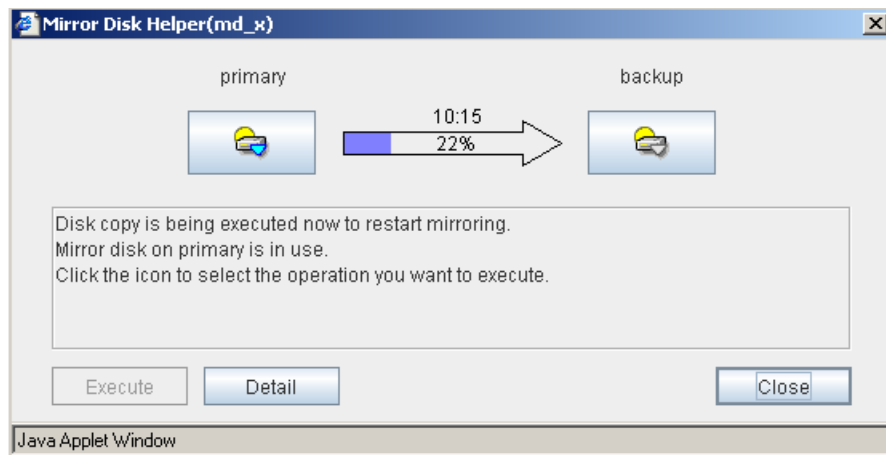 Mirror Disk Helper(md_x)
primary
backup
10:15
22%
Disk copy is being executed now to restart mirroring.
Mirror disk on primary is in use.
Click the icon to select the operation you want to execute.
Execute
Detail
Close
Java Applet Window